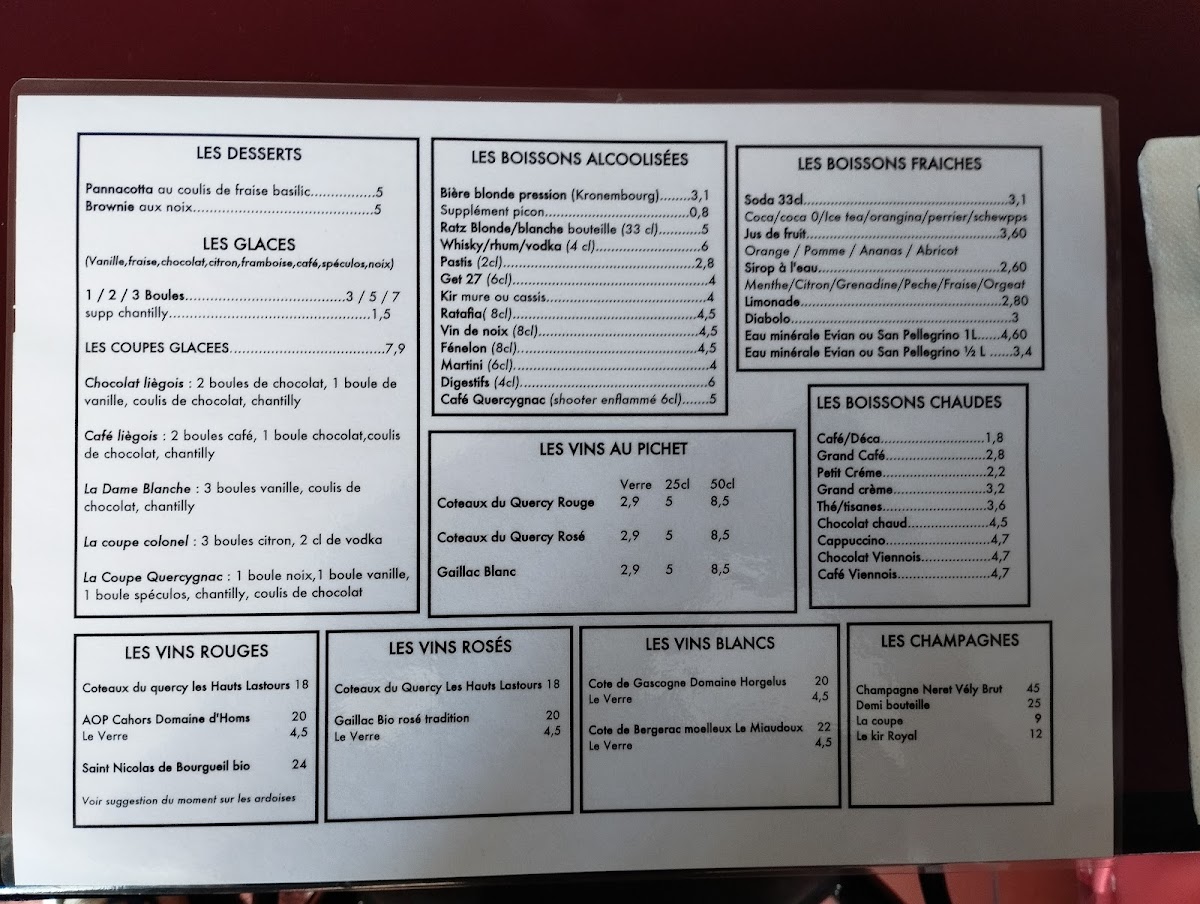 LES DESSERTS
Pannacotta au coulis de fraise basilic...............5
Brownie aux noix..........................................5
LES GLACES
(Vanille,fraise,chocolat,citron,framboise,café,spéculos,noix)
1 / 2 / 3 Boules.....................................3 / 5 / 7
supp chantilly...............................................1,5
LES COUPES GLACEES...................................7,9
Chocolat liègois : 2 boules de chocolat, 1 boule de
vanille, coulis de chocolat, chantilly
Café liègois : 2 boules café, 1 boule chocolat,coulis
de chocolat, chantilly
La Dame Blanche : 3 boules vanille, coulis de
chocolat, chantilly
La coupe colonel : 3 boules citron, 2 cl de vodka
La Coupe Quercygnac : 1 boule noix,1 boule vanille,
1 boule spéculos, chantilly, coulis de chocolat
LES BOISSONS ALCOOLISÉES
Bière blonde pression (Kronembourg)........3,1
Supplément picon.................................0,8
Ratz Blonde/blanche bouteille (33 cl)..........5
Whisky/rhum/vodka (4 cl).........................6
Pastis (2cl)............................................2,8
Get 27 (6cl).............................................4
Kir mure ou cassis.....................................4
Ratafia( 8cl)...........................................4,5
Vin de noix (8cl).....................................4,5
Fénelon (8cl).........................................4,5
Martini (6cl).............................................4
Digestifs (4cl)...........................................6
Café Quercygnac (shooter enflammé 6cl).......5
LES BOISSONS FRAICHES
Soda 33cl...............................................3,1
Coca/coca 0/Ice tea/orangina/perrier/schewpps
Jus de fruit............................................3,60
Orange / Pomme / Ananas / Abricot
Sirop à l'eau..........................................2,60
Menthe/Citron/Grenadine/Peche/Fraise/Orgeat
Limonade..............................................2,80
Diabolo...................................................3
Eau minérale Evian ou San Pellegrino 1L......4,60
Eau minérale Evian ou San Pellegrino ½ L ......3,4
LES BOISSONS CHAUDES
Café/Déca.........................1,8
Grand Café........................2,8
Petit Créme........................2,2
Grand crème......................3,2
Thé/tisanes........................3,6
Chocolat chaud...................4,5
Cappuccino........................4,7
Chocolat Viennois................4,7
Café Viennois.....................4,7
LES VINS AU PICHET
Verre 25cl 50cl
Coteaux du Quercy Rouge 2,9 5 8,5
Coteaux du Quercy Rosé 2,9 5 8,5
Gaillac Blanc 2,9 5 8,5
LES VINS ROUGES
Coteaux du quercy les Hauts Lastours 18
AOP Cahors Domaine d'Homs 20
Le Verre 4,5
Saint Nicolas de Bourgueil bio 24
Voir suggestion du moment sur les ardoises
LES VINS ROSÉS
Coteaux du Quercy Les Hauts Lastours 18
Gaillac Bio rosé tradition 20
Le Verre 4,5
LES VINS BLANCS
Cote de Gascogne Domaine Horgelus 20
Le Verre 4,5
Cote de Bergerac moelleux Le Miaudoux 22
Le Verre 4,5
LES CHAMPAGNES
Champagne Neret Vély Brut 45
Demi bouteille 25
La coupe 9
Le kir Royal 12